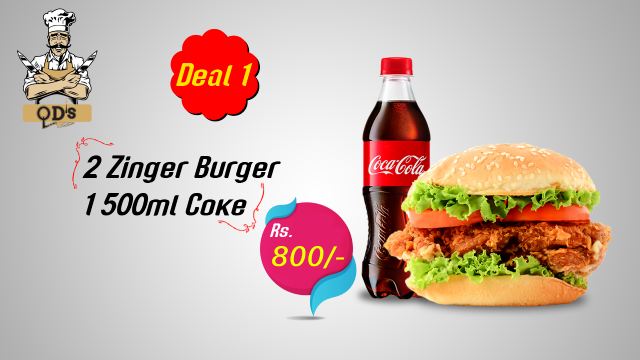 QD's
Deal 1
2 Zinger Burger
1 500ml Coke
Rs.
800/-
Coca-Cola